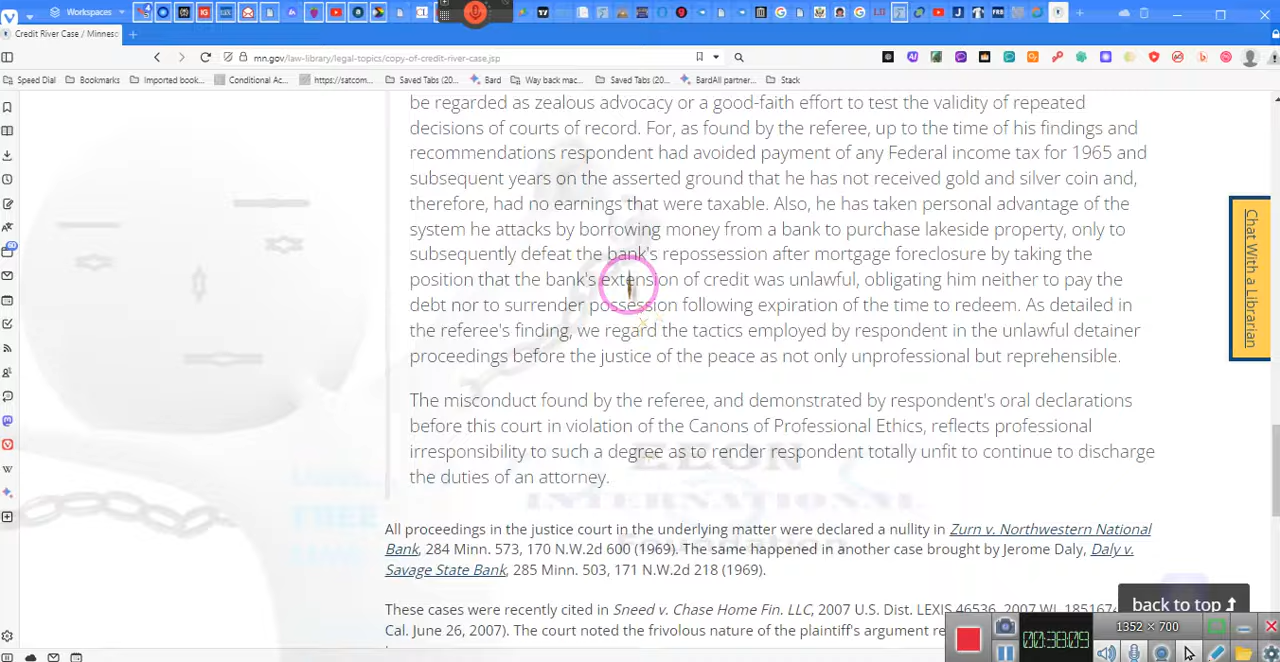 Workspaces
Credit River Case / Minnes
mn.gov/law-library/legal-topics/copy-of-credit-river-case.jsp
Speed Dial Bookmarks Imported book... Conditional Ac... https://satcom... Saved Tabs (20... Bard Way back mac... Saved Tabs (20... BardAll partner... Stack
be regarded as zealous advocacy or a good-faith effort to test the validity of repeated
decisions of courts of record. For, as found by the referee, up to the time of his findings and
recommendations respondent had avoided payment of any Federal income tax for 1965 and
subsequent years on the asserted ground that he has not received gold and silver coin and,
therefore, had no earnings that were taxable. Also, he has taken personal advantage of the
system he attacks by borrowing money from a bank to purchase lakeside property, only to
subsequently defeat the bank's repossession after mortgage foreclosure by taking the
position that the bank's extension of credit was unlawful, obligating him neither to pay the
debt nor to surrender possession following expiration of the time to redeem. As detailed in
the referee's finding, we regard the tactics employed by respondent in the unlawful detainer
proceedings before the justice of the peace as not only unprofessional but reprehensible.
The misconduct found by the referee, and demonstrated by respondent's oral declarations
before this court in violation of the Canons of Professional Ethics, reflects professional
irresponsibility to such a degree as to render respondent totally unfit to continue to discharge
the duties of an attorney.
All proceedings in the justice court in the underlying matter were declared a nullity in Zurn v. Northwestern National
Bank, 284 Minn. 573, 170 N.W.2d 600 (1969). The same happened in another case brought by Jerome Daly, Daly v.
Savage State Bank, 285 Minn. 503, 171 N.W.2d 218 (1969).
These cases were recently cited in Sneed v. Chase Home Fin. LLC, 2007 U.S. Dist. LEXIS 46536, 2007 WL 185167
Cal. June 26, 2007). The court noted the frivolous nature of the plaintiff's argument
Chat With a Librarian
back to top
1352 × 700
00:38:09
ELON
INTERNATIONAL
Foundation
FREE